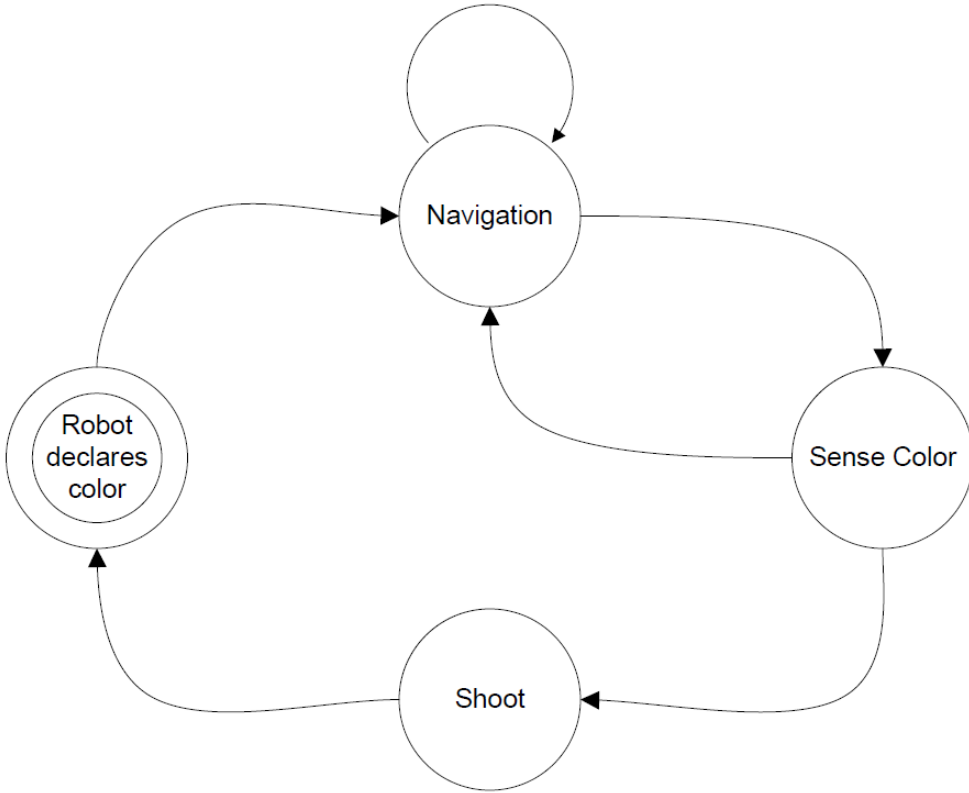 Navigation
Robot
declares
color
Sense Color
Shoot